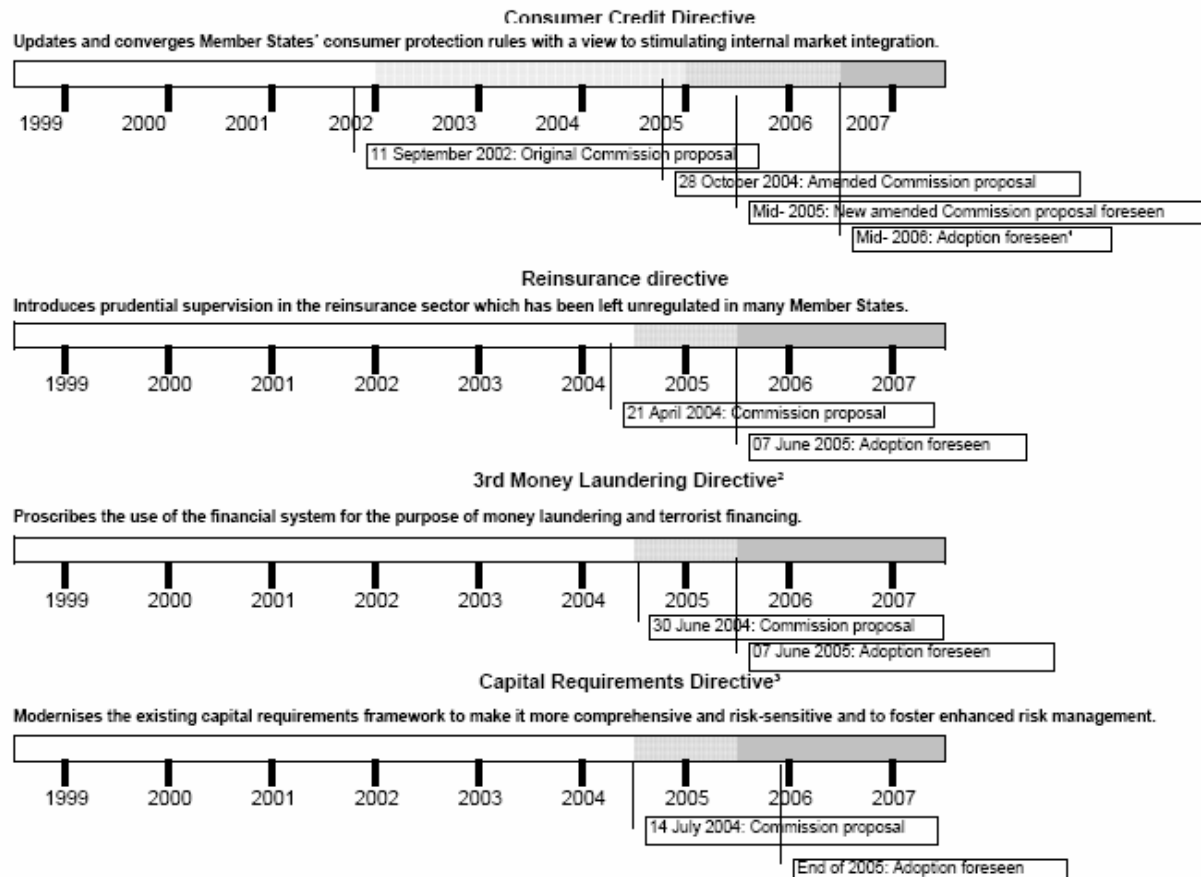 Consumer Credit Directive
Updates and converges Member States' consumer protection rules with a view to stimulating internal market integration.
1999 2000 2001 2002 2003 2004 2005 2006 2007
11 September 2002: Original Commission proposal
28 October 2004: Amended Commission proposal
Mid- 2005: New amended Commission proposal foreseen
Mid- 2006: Adoption foreseen¹
Reinsurance directive
Introduces prudential supervision in the reinsurance sector which has been left unregulated in many Member States.
1999 2000 2001 2002 2003 2004 2005 2006 2007
21 April 2004: Commission proposal
07 June 2005: Adoption foreseen
3rd Money Laundering Directive²
Proscribes the use of the financial system for the purpose of money laundering and terrorist financing.
1999 2000 2001 2002 2003 2004 2005 2006 2007
30 June 2004: Commission proposal
07 June 2005: Adoption foreseen
Capital Requirements Directive³
Modernises the existing capital requirements framework to make it more comprehensive and risk-sensitive and to foster enhanced risk management.
1999 2000 2001 2002 2003 2004 2005 2006 2007
14 July 2004: Commission proposal
End of 2005: Adoption foreseen